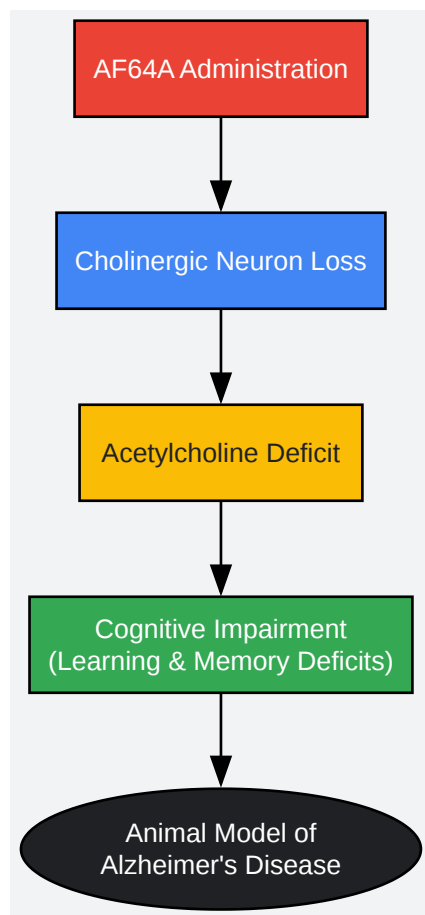 AF64A Administration
Cholinergic Neuron Loss
Acetylcholine Deficit
Cognitive Impairment
(Learning & Memory Deficits)
Animal Model of
Alzheimer's Disease